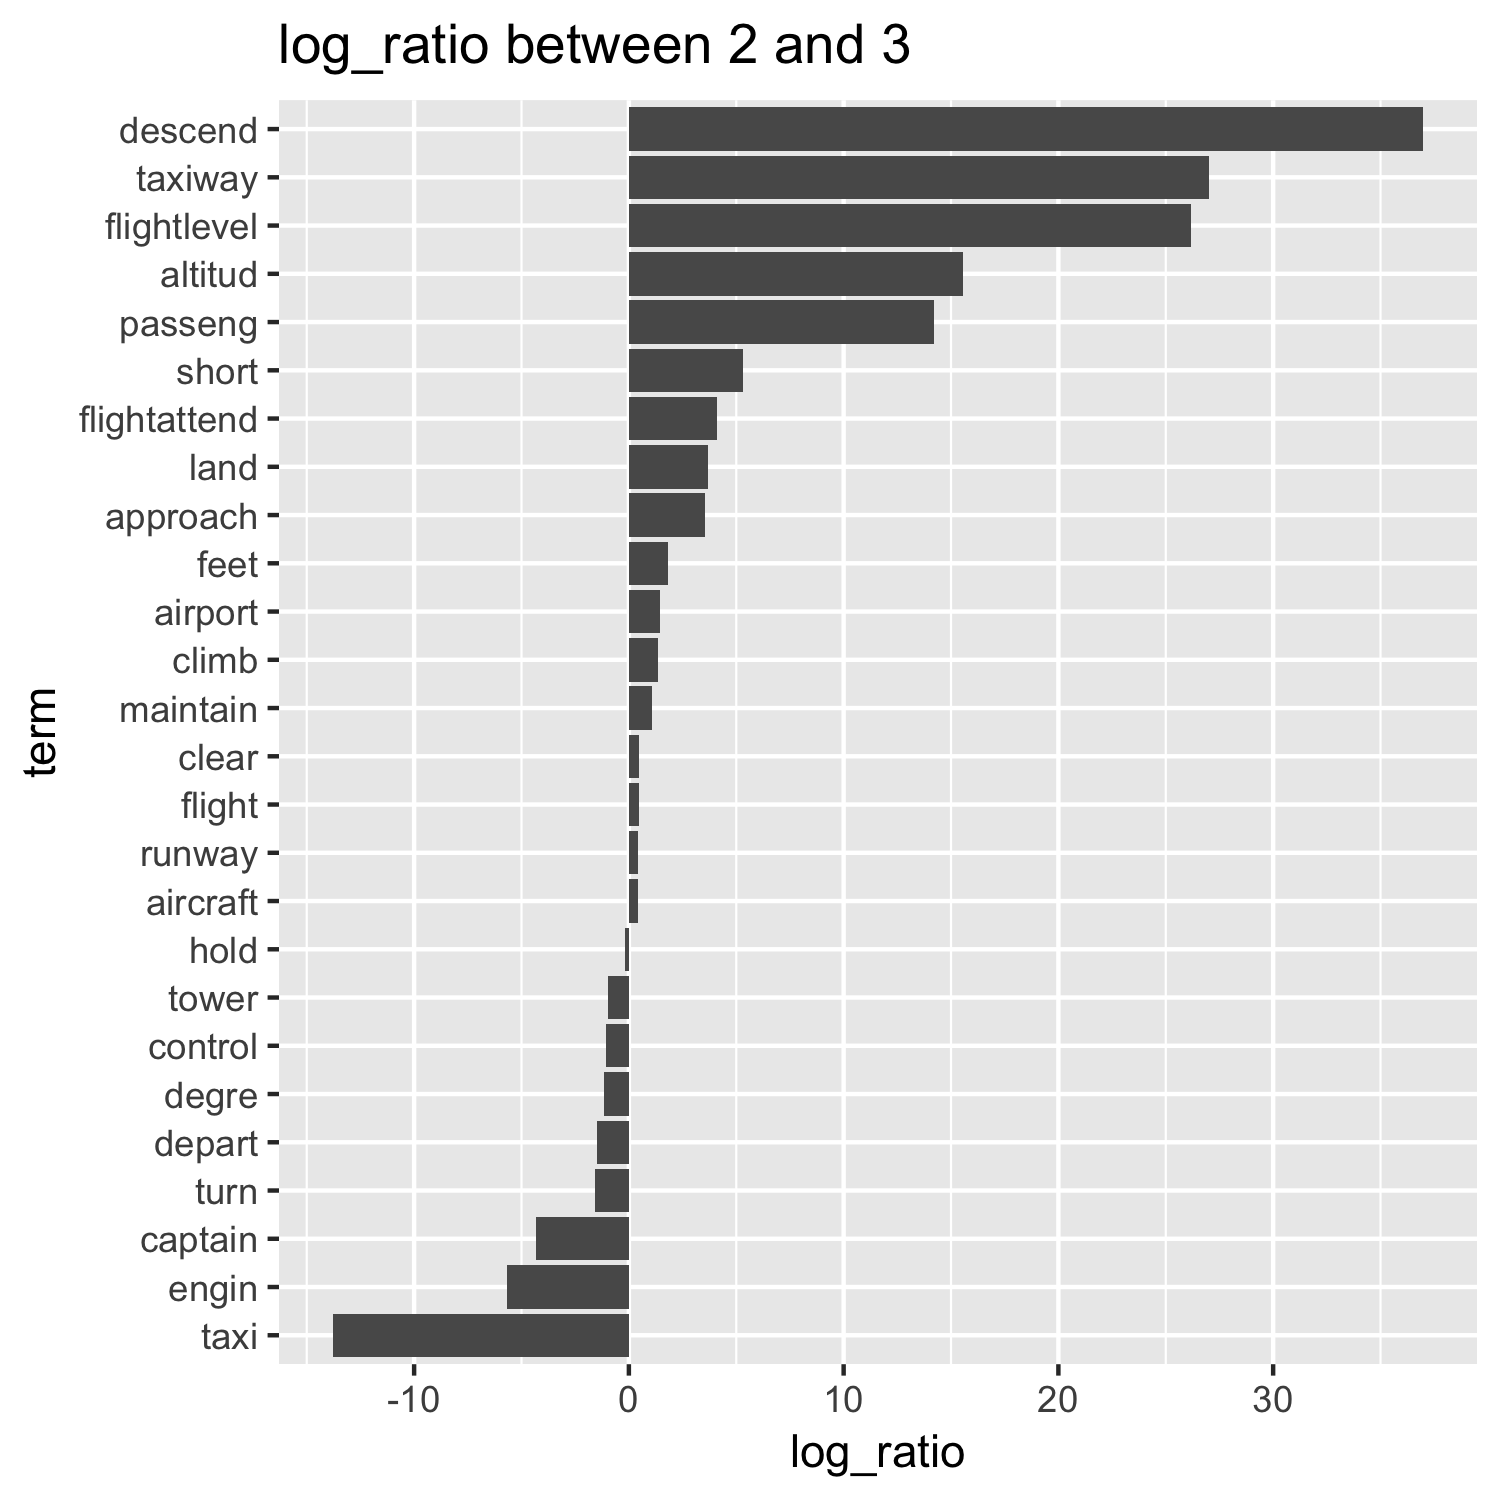 log_ratio between 2 and 3
descend
taxiway
flightlevel
altitud
passeng
short
flightattend
land
approach
feet
airport
climb
maintain
clear
flight
runway
aircraft
hold
tower
control
degre
depart
turn
captain
engin
taxi
term
-10 0 10 20 30
log_ratio